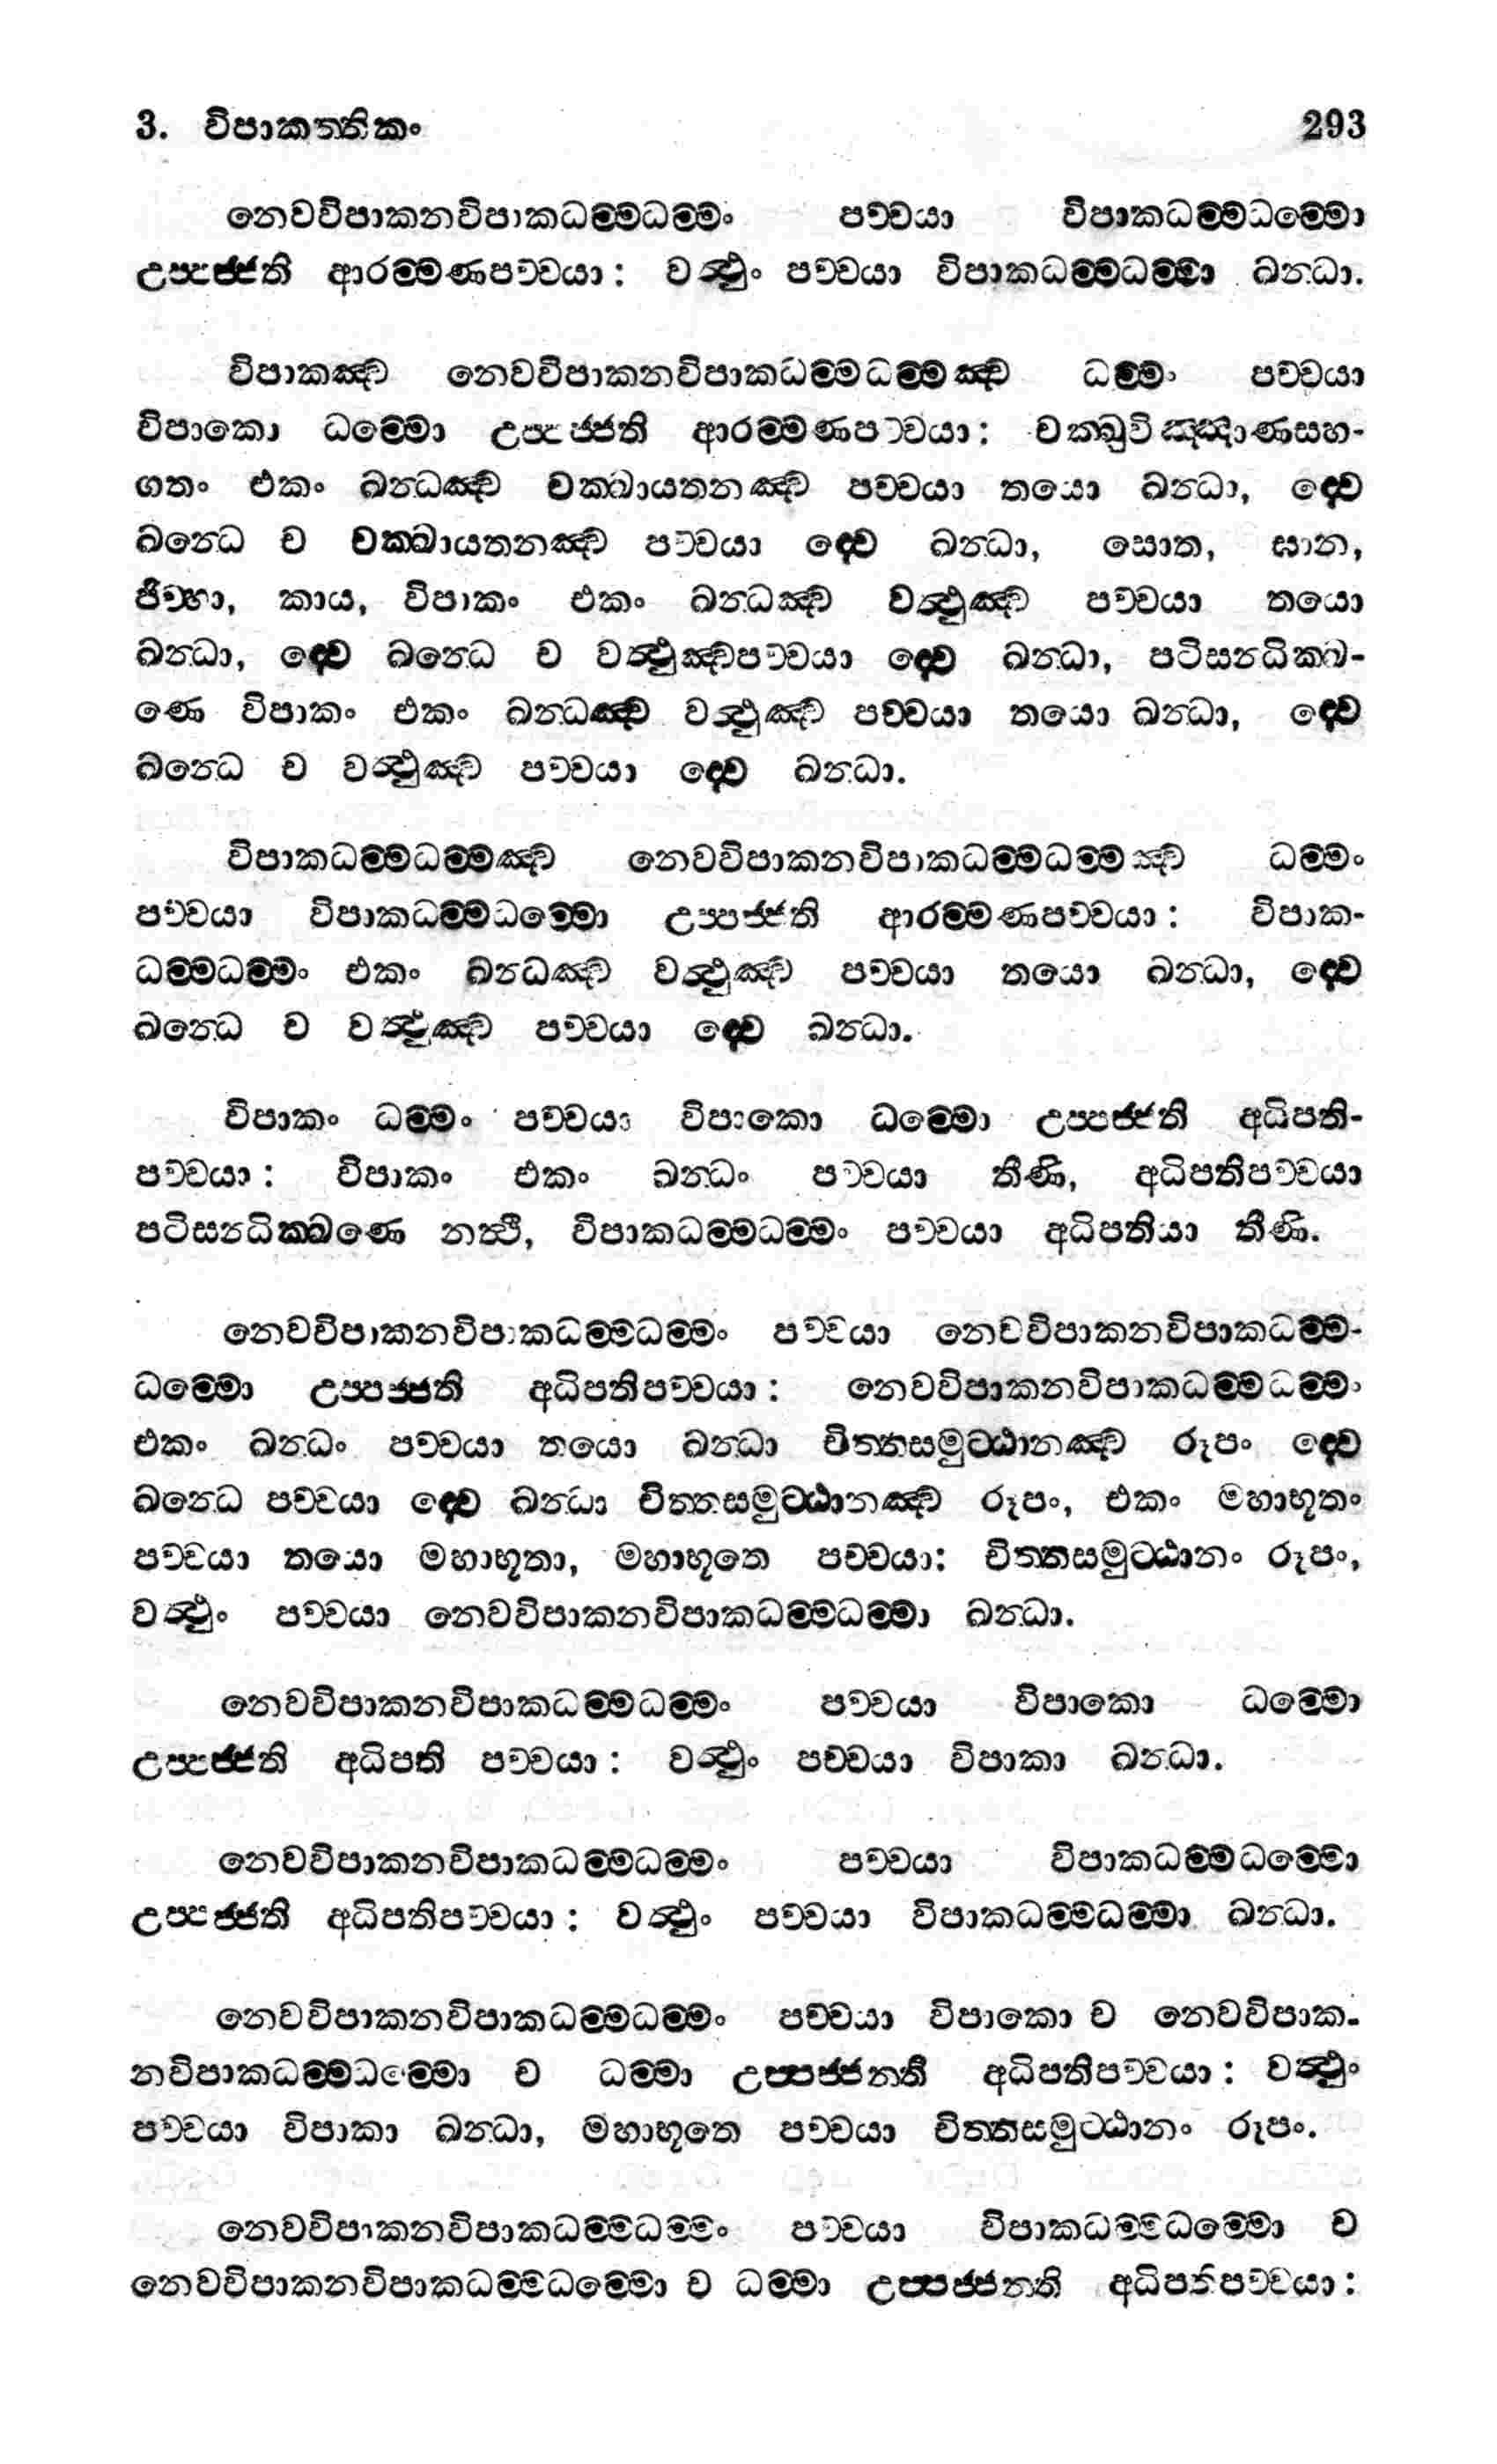 3. විපාකත්තිකං 293
නෙවවිපාකනවිපාකධම්මධම්මං පච්චයා විපාකධම්මධම්මො
උප්පජ්ජති ආරම්මණපච්චයා: වත්ථුං පච්චයා විපාකධම්මධම්මා ඛන්ධා.
විපාකඤ්ච නෙවවිපාකනවිපාකධම්මධම්මඤ්ච ධම්මං පච්චයා
විපාකො ධම්මො උප්පජ්ජති ආරම්මණපච්චයා: චක්ඛුවිඤ්ඤාණසහ-
ගතං එකං ඛන්ධඤ්ච චක්ඛායතනඤ්ච පච්චයා තයො ඛන්ධා, ද්වෙ
ඛන්ධෙ ච චක්ඛායතනඤ්ච පච්චයා ද්වෙ ඛන්ධා, සොත, ඝාන,
ජිව්හා, කාය, විපාකං එකං ඛන්ධඤ්ච වත්ථුඤ්ච පච්චයා තයො
ඛන්ධා, ද්වෙ ඛන්ධෙ ච වත්ථුඤ්චපච්චයා ද්වෙ ඛන්ධා, පටිසන්ධික්ඛ-
ණෙ විපාකං එකං ඛන්ධඤ්ච වත්ථුඤ්ච පච්චයා තයො ඛන්ධා, ද්වෙ
ඛන්ධෙ ච වත්ථුඤ්ච පච්චයා ද්වෙ ඛන්ධා.
විපාකධම්මධම්මඤ්ච නෙවවිපාකනවිපාකධම්මධම්මඤ්ච ධම්මං
පච්චයා විපාකධම්මධම්මො උප්පජ්ජති ආරම්මණපච්චයා: විපාක-
ධම්මධම්මං එකං ඛන්ධඤ්ච වත්ථුඤ්ච පච්චයා තයො ඛන්ධා, ද්වෙ
ඛන්ධෙ ච වත්ථුඤ්ච පච්චයා ද්වෙ ඛන්ධා.
විපාකං ධම්මං පච්චයා විපාකො ධම්මො උප්පජ්ජති අධිපති-
පච්චයා: විපාකං එකං ඛන්ධං පච්චයා තීණි, අධිපතිපච්චයා
පටිසන්ධික්ඛණෙ නත්ථි, විපාකධම්මධම්මං පච්චයා අධිපතියා තීණි.
නෙවවිපාකනවිපාකධම්මධම්මං පච්චයා නෙවවිපාකනවිපාකධම්ම-
ධම්මො උප්පජ්ජති අධිපතිපච්චයා: නෙවවිපාකනවිපාකධම්මධම්මං
එකං ඛන්ධං පච්චයා තයො ඛන්ධා චිත්තසමුට්ඨානඤ්ච රූපං ද්වෙ
ඛන්ධෙ පච්චයා ද්වෙ ඛන්ධා චිත්තසමුට්ඨානඤ්ච රූපං, එකං මහාභූතං
පච්චයා තයො මහාභූතා, මහාභූතෙ පච්චයා: චිත්තසමුට්ඨානං රූපං,
වත්ථුං පච්චයා නෙවවිපාකනවිපාකධම්මධම්මා ඛන්ධා.
නෙවවිපාකනවිපාකධම්මධම්මං පච්චයා විපාකො ධම්මො
උප්පජ්ජති අධිපති පච්චයා: වත්ථුං පච්චයා විපාකා ඛන්ධා.
නෙවවිපාකනවිපාකධම්මධම්මං පච්චයා විපාකධම්මධම්මො
උප්පජ්ජති අධිපතිපච්චයා: වත්ථුං පච්චයා විපාකධම්මධම්මා ඛන්ධා.
නෙවවිපාකනවිපාකධම්මධම්මං පච්චයා විපාකො ච නෙවවිපාක-
නවිපාකධම්මධම්මො ච ධම්මා උප්පජ්ජන්ති අධිපතිපච්චයා: වත්ථුං
පච්චයා විපාකා ඛන්ධා, මහාභූතෙ පච්චයා චිත්තසමුට්ඨානං රූපං.
නෙවවිපාකනවිපාකධම්මධම්මං පච්චයා විපාකධම්මධම්මො ච
නෙවවිපාකනවිපාකධම්මධම්මො ච ධම්මා උප්පජ්ජන්ති අධිපතිපච්චයා: